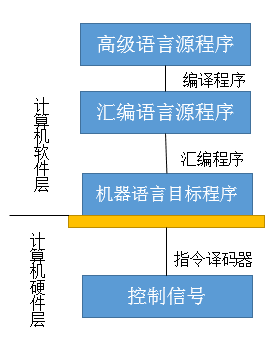 高级语言源程序
编译程序
汇编语言源程序
汇编程序
机器语言目标程序
指令译码器
控制信号
计算机软件层
计算机硬件层